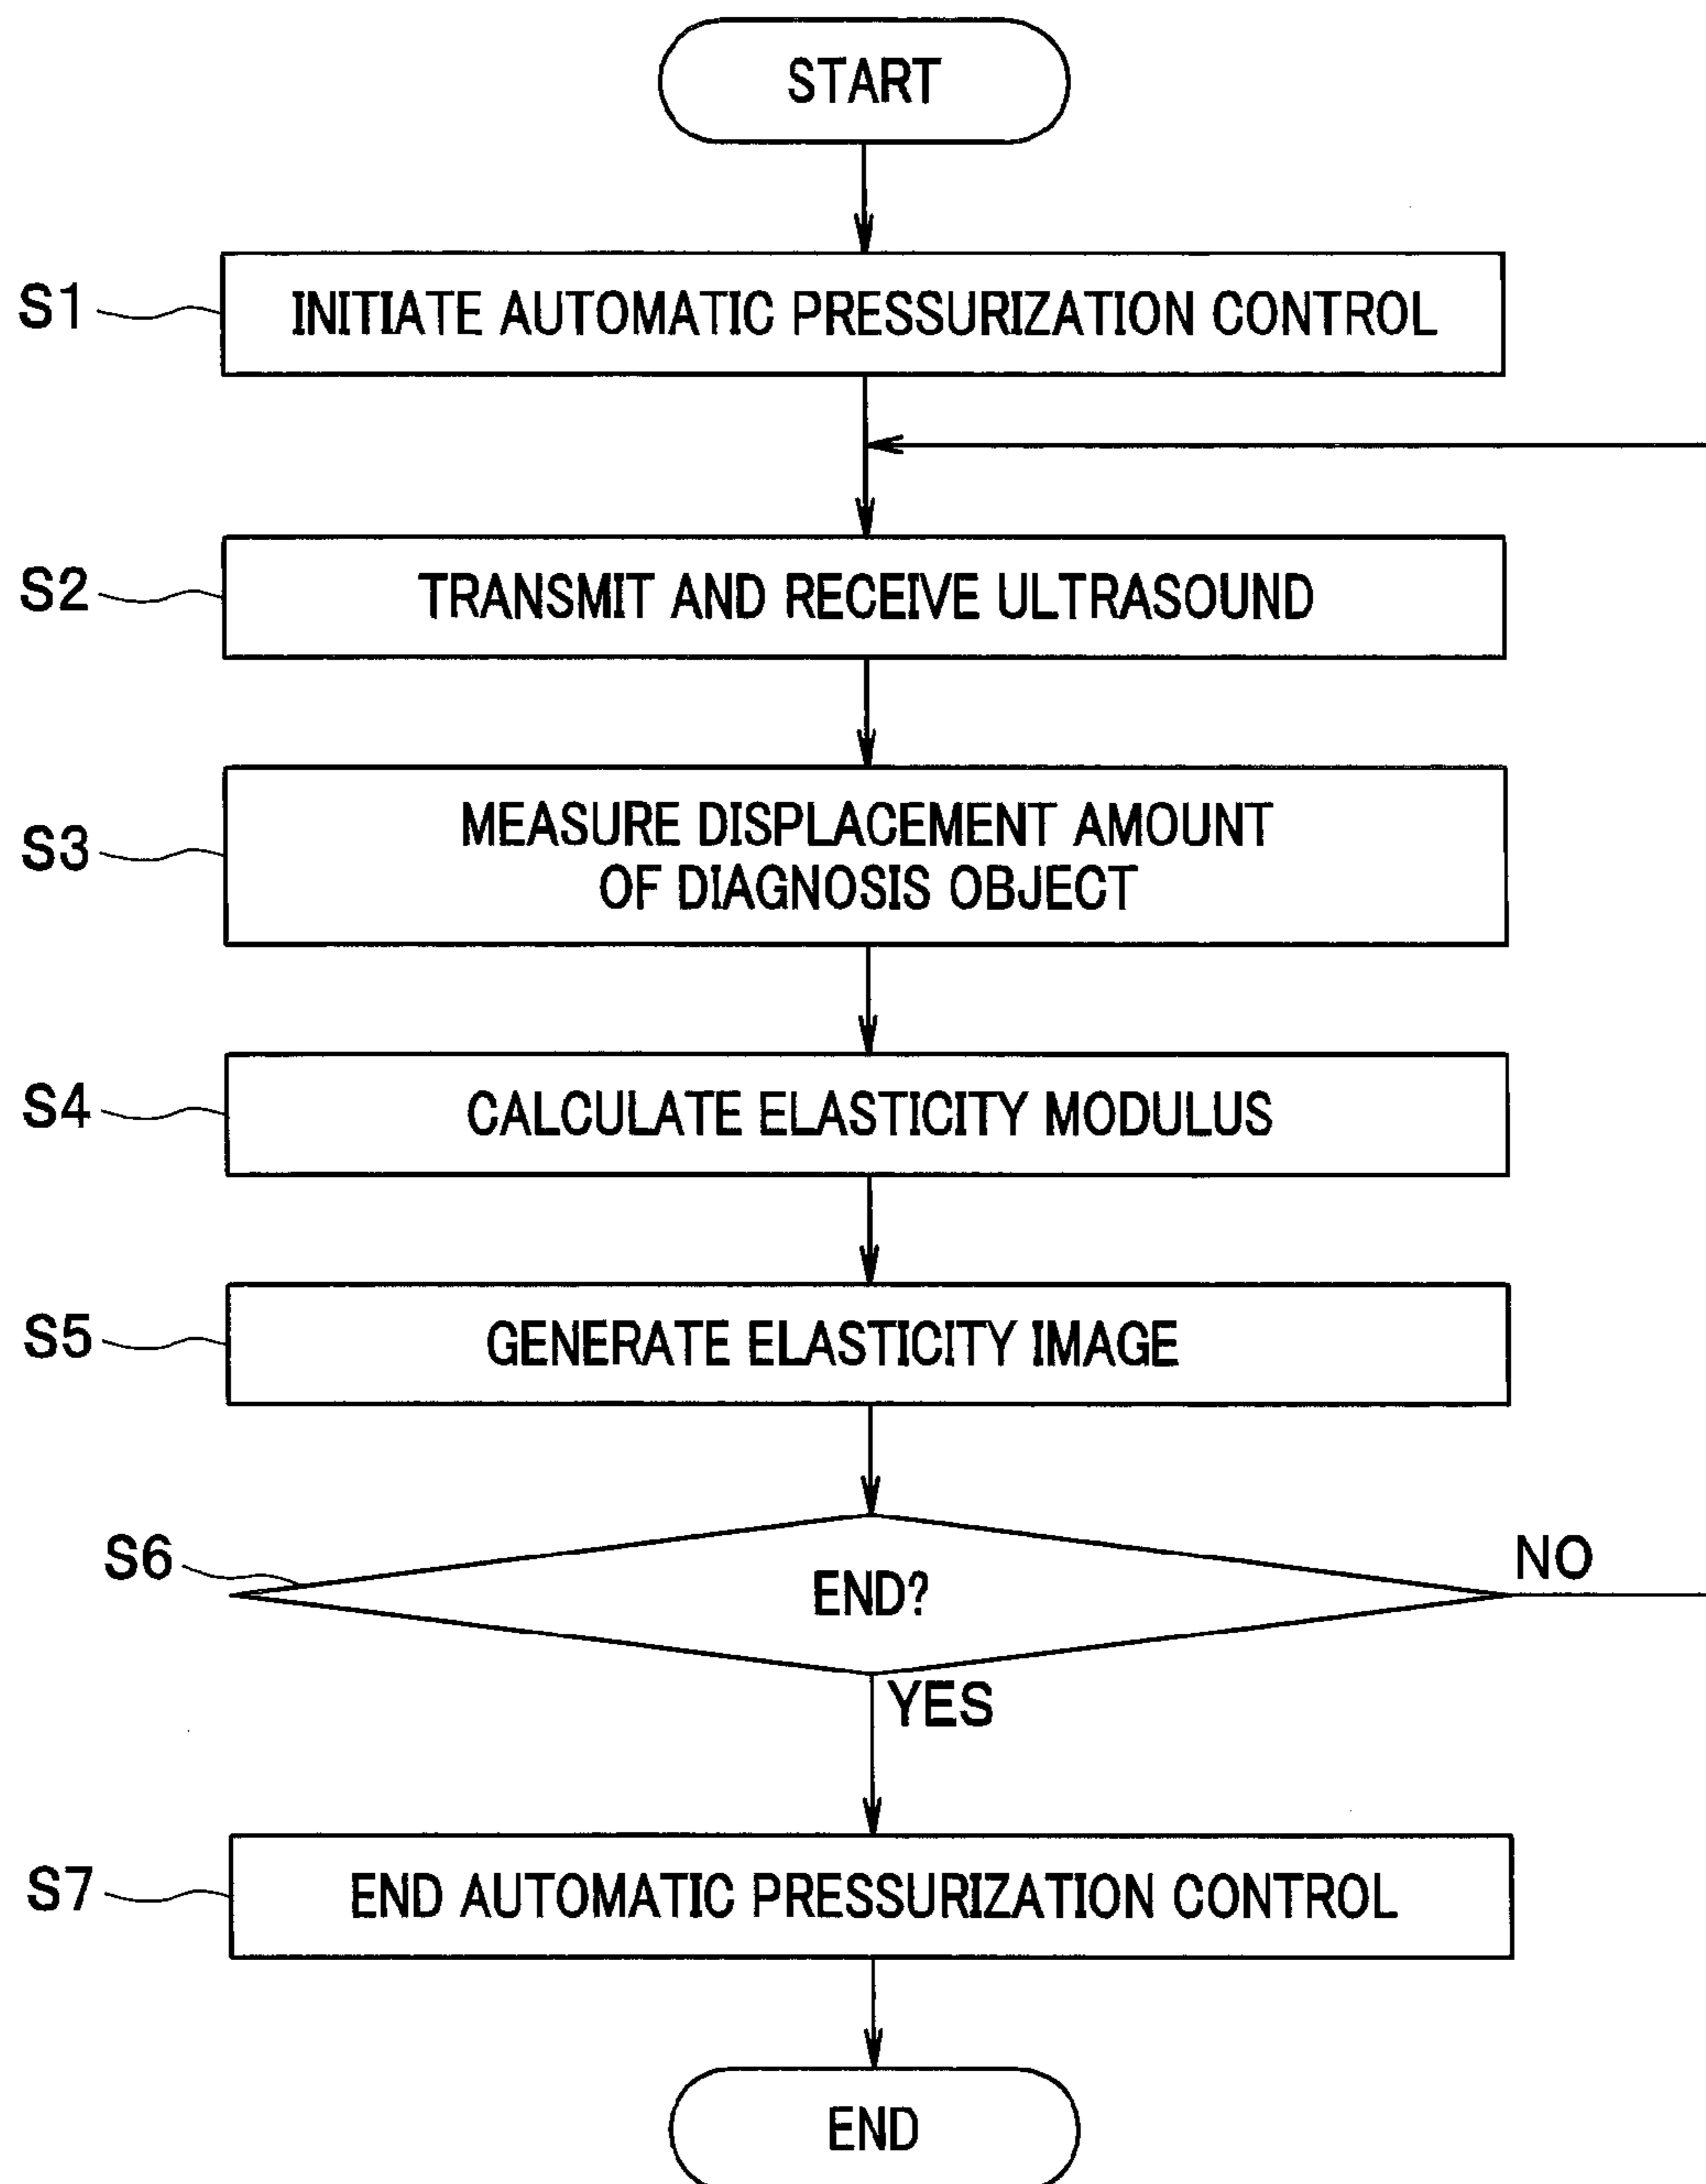 START
S1
INITIATE AUTOMATIC PRESSURIZATION CONTROL
S2
TRANSMIT AND RECEIVE ULTRASOUND
S3
MEASURE DISPLACEMENT AMOUNT
OF DIAGNOSIS OBJECT
S4
CALCULATE ELASTICITY MODULUS
S5
GENERATE ELASTICITY IMAGE
S6
END?
NO
YES
S7
END AUTOMATIC PRESSURIZATION CONTROL
END